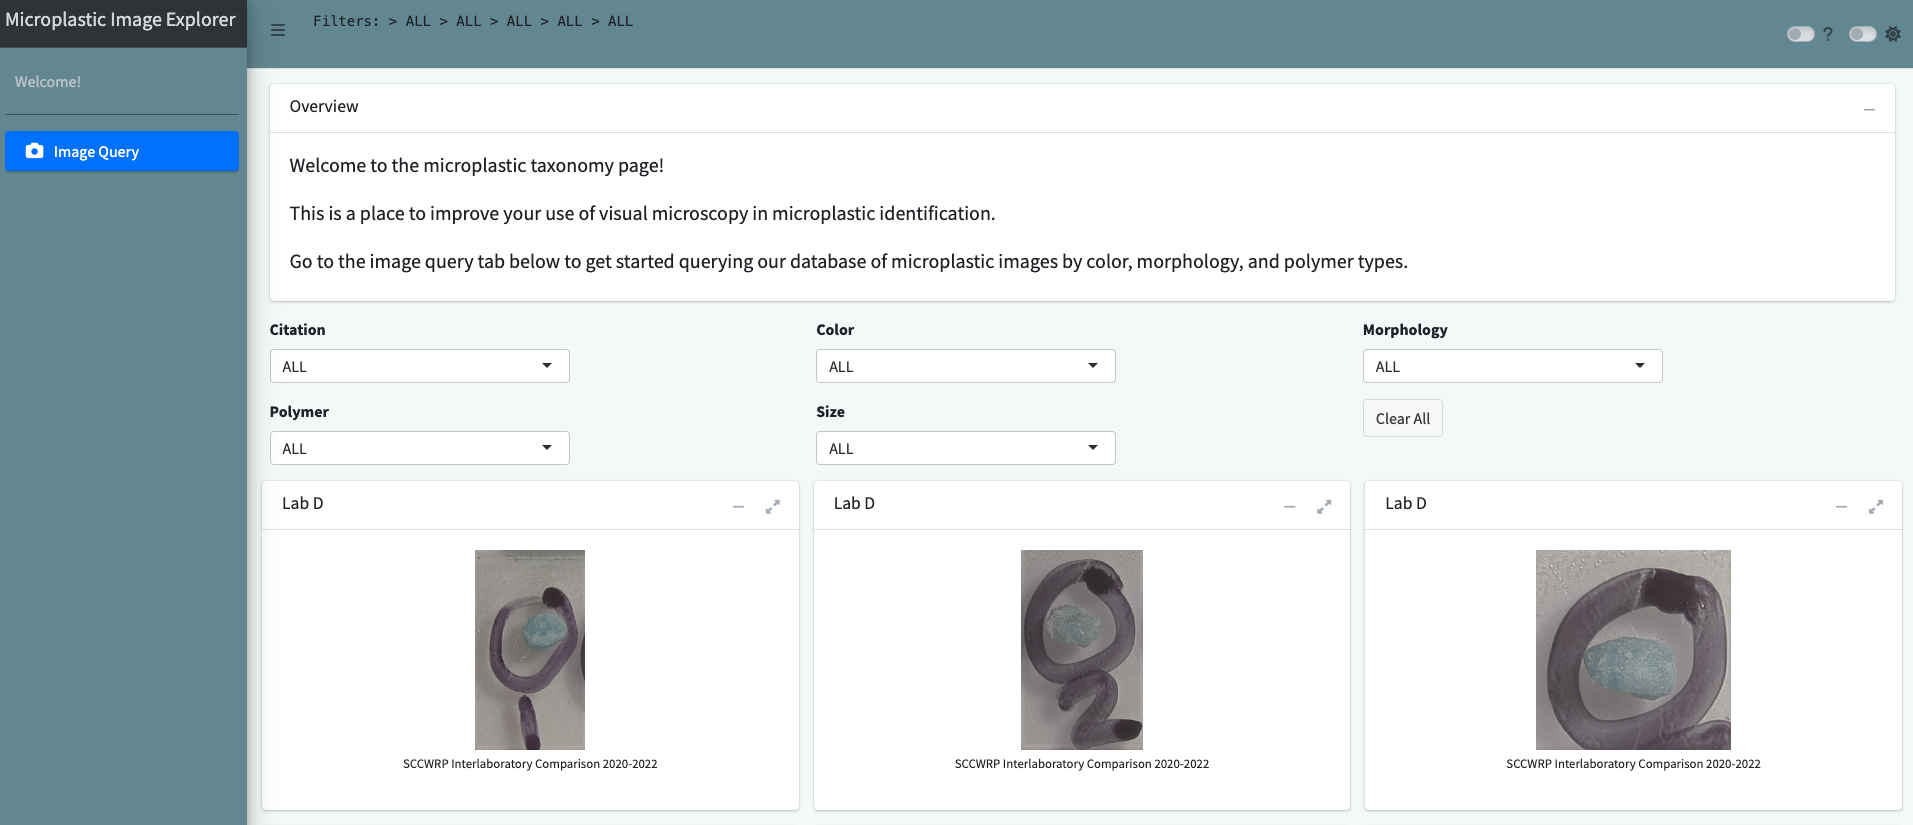 Microplastic Image Explorer
Filters: > ALL > ALL > ALL > ALL > ALL
?
Welcome!
Image Query
Overview
Welcome to the microplastic taxonomy page!
This is a place to improve your use of visual microscopy in microplastic identification.
Go to the image query tab below to get started querying our database of microplastic images by color, morphology, and polymer types.
Citation
Color
Morphology
ALL
ALL
ALL
Polymer
Size
ALL
ALL
Clear All
Lab D
Lab D
Lab D
2
SCCWRP Interlaboratory Comparison 2020-2022
SCCWRP Interlaboratory Comparison 2020-2022
SCCWRP Interlaboratory Comparison 2020-2022